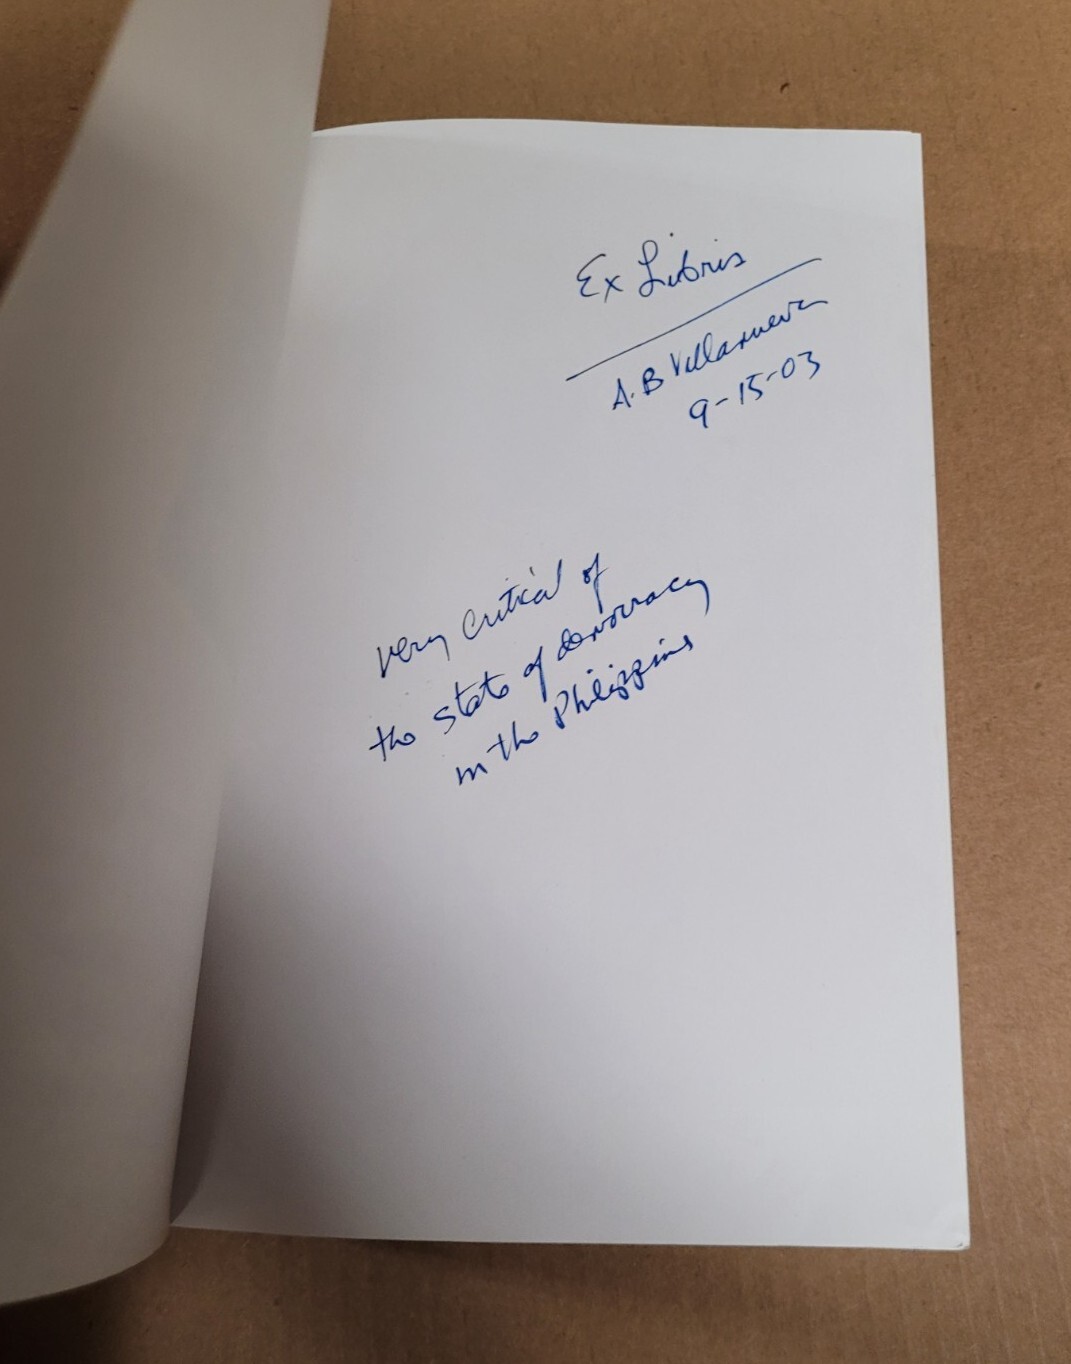 Ex Libris
A. B Villanueva
9-15-03
very critical of
the state of democracy
in the Philippines